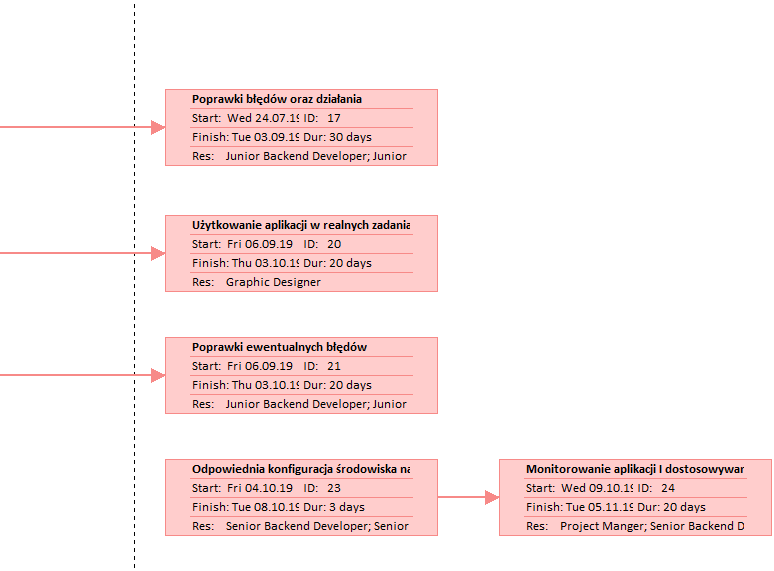 Poprawki błędów oraz działania
Start: Wed 24.07.19 ID: 17
Finish: Tue 03.09.19 Dur: 30 days
Res: Junior Backend Developer; Junior
Użytkowanie aplikacji w realnych zadania
Start: Fri 06.09.19 ID: 20
Finish: Thu 03.10.19 Dur: 20 days
Res: Graphic Designer
Poprawki ewentualnych błędów
Start: Fri 06.09.19 ID: 21
Finish: Thu 03.10.19 Dur: 20 days
Res: Junior Backend Developer; Junior
Odpowiednia konfiguracja środowiska na
Start: Fri 04.10.19 ID: 23
Finish: Tue 08.10.19 Dur: 3 days
Res: Senior Backend Developer; Senior
Monitorowanie aplikacji I dostosowywan
Start: Wed 09.10.19 ID: 24
Finish: Tue 05.11.19 Dur: 20 days
Res: Project Manger; Senior Backend D